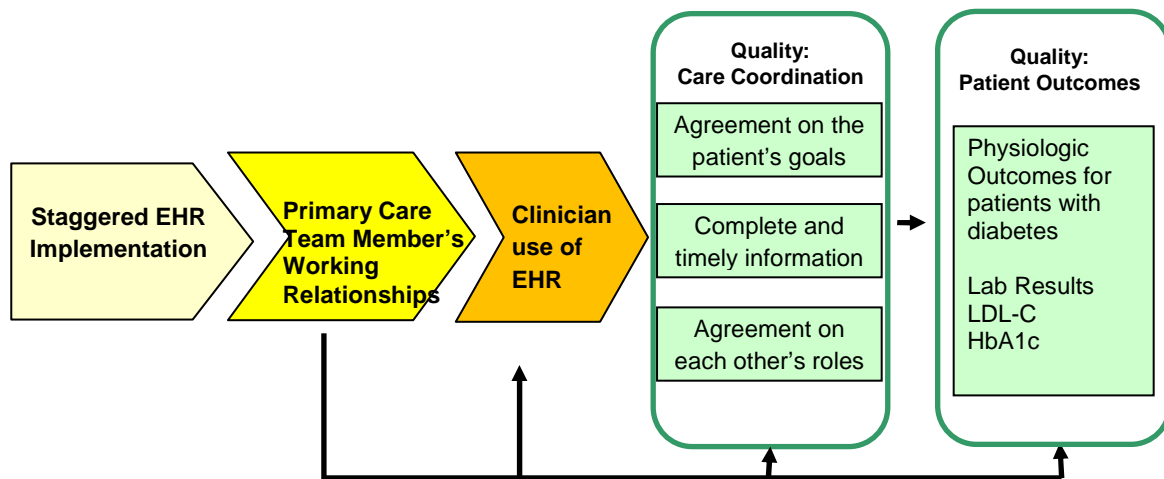 Staggered EHR
Implementation
Primary Care
Team Member’s
Working
Relationships
Clinician
use of
EHR
Quality:
Care Coordination
Agreement on the
patient’s goals
Complete and
timely information
Agreement on
each other’s roles
Quality:
Patient Outcomes
Physiologic
Outcomes for
patients with
diabetes
Lab Results
LDL-C
HbA1c